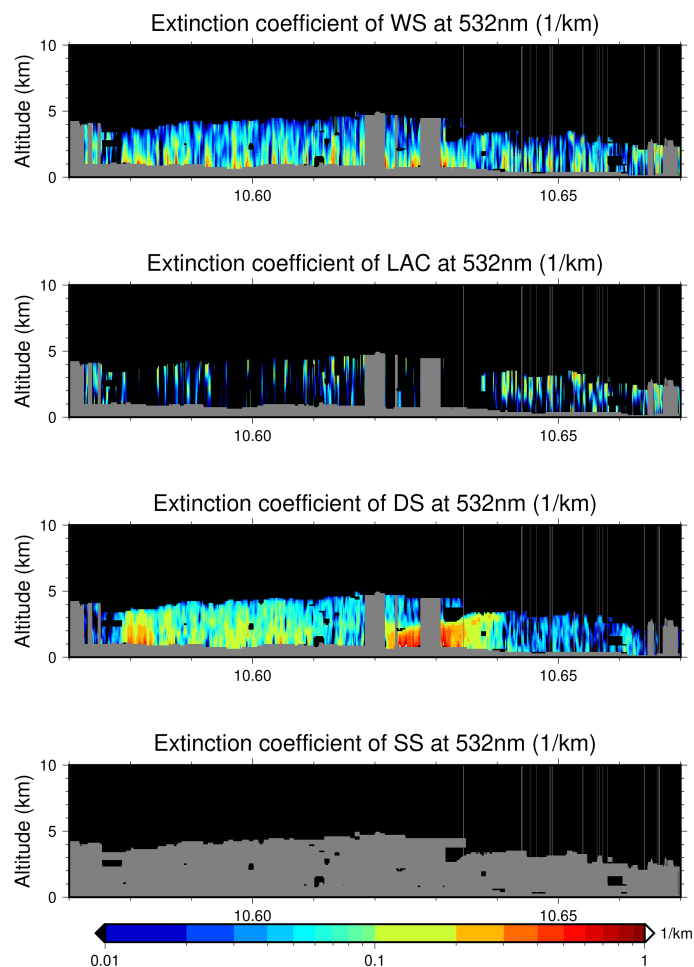 Extinction coefficient of WS at 532nm (1/km)
10
5
0
Altitude (km)
10.60 10.65
Extinction coefficient of LAC at 532nm (1/km)
10
5
0
Altitude (km)
10.60 10.65
Extinction coefficient of DS at 532nm (1/km)
10
5
0
Altitude (km)
10.60 10.65
Extinction coefficient of SS at 532nm (1/km)
10
5
0
Altitude (km)
10.60 10.65
1/km
0.01 0.1 1